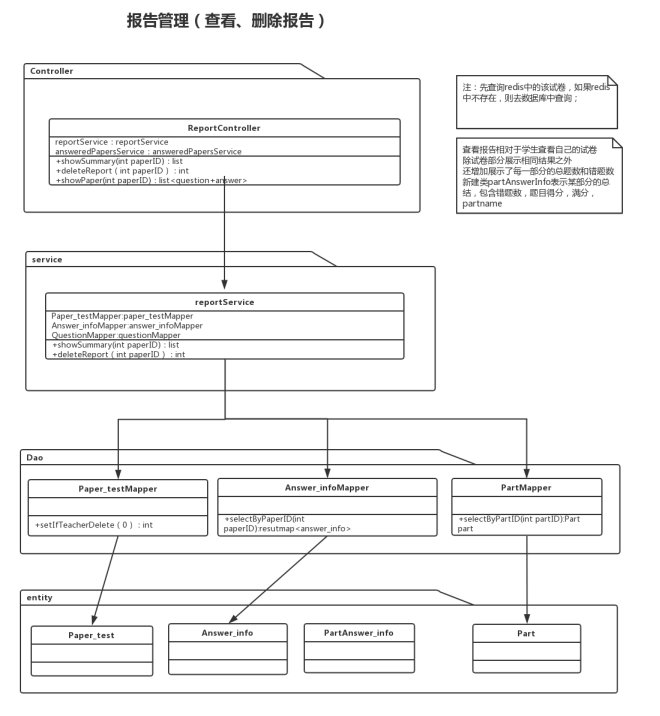 报告管理（查看、删除报告）
Controller
注：先查询redis中的该试卷，如果redis
中不存在，则去数据库中查询；
ReportController
reportService：reportService
answeredPapersService：answeredPapersService
+showSummary(int paperID)：list
+deleteReport（int paperID）：int
+showPaper(int paperID)：list<question+answer>
查看报告相对于学生查看自己的试卷
除试卷部分展示相同结果之外
还增加展示了每一部分的总题数和错题数
新建类partAnswerInfo表示某部分的总
结，包含错题数，题目得分，满分，
partname
service
reportService
Paper_testMapper:paper_testMapper
Answer_infoMapper:answer_infoMapper
QuestionMapper:questionMapper
+showSummary(int paperID)：list
+deleteReport（int paperID）：int
Dao
Paper_testMapper
+setIfTeacherDelete（0）：int
Answer_infoMapper
+selectByPaperID(int
paperID):resutmap<answer_info>
PartMapper
+selectByPartID(int partID):Part
part
entity
Paper_test
Answer_info
PartAnswer_info
Part